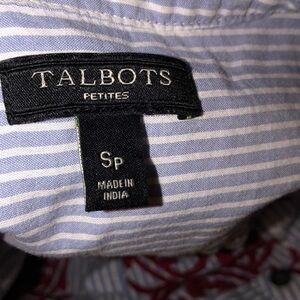 TALBOTS
PETITES
SP
MADE IN
INDIA